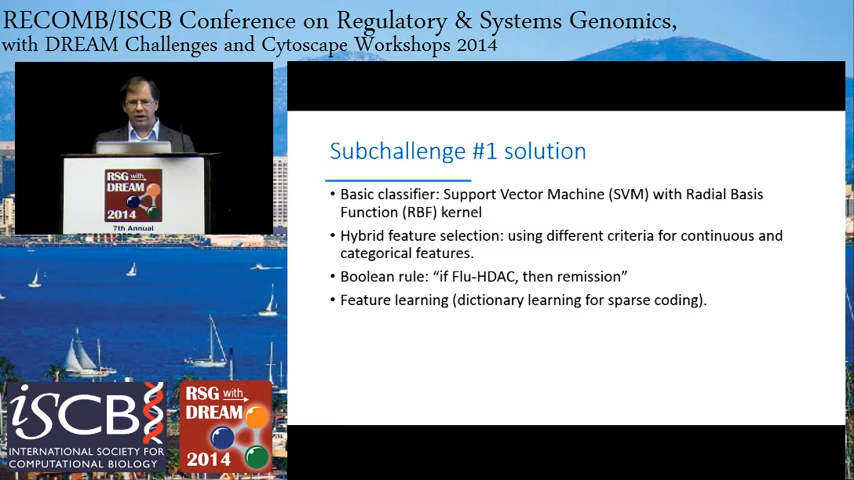 RECOMB/ISCB Conference on Regulatory & Systems Genomics,
with DREAM Challenges and Cytoscape Workshops 2014
RSG with
DREAM
2014
7th Annual
Subchallenge #1 solution
• Basic classifier: Support Vector Machine (SVM) with Radial Basis
Function (RBF) kernel
• Hybrid feature selection: using different criteria for continuous and
categorical features.
• Boolean rule: “if Flu-HDAC, then remission”
• Feature learning (dictionary learning for sparse coding).
iSCB
INTERNATIONAL SOCIETY FOR
COMPUTATIONAL BIOLOGY
RSG with
DREAM
2014